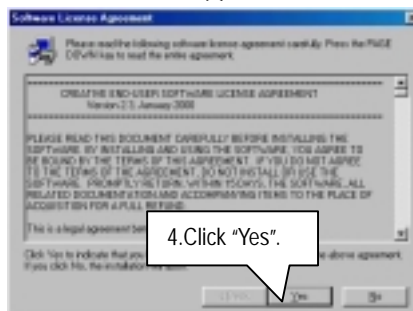 Software License Agreement
Please read the following software license agreement carefully. Press the PAGE
DOWN key to read the entire agreement.
CREATIVE END-USER SOFTWARE LICENSE AGREEMENT
Version 2.3, January 2000
PLEASE READ THIS DOCUMENT CAREFULLY BEFORE INSTALLING THE
SOFTWARE. BY INSTALLING AND USING THE SOFTWARE, YOU AGREE TO
BE BOUND BY THE TERMS OF THIS AGREEMENT. IF YOU DO NOT AGREE
TO THE TERMS OF THE AGREEMENT, DO NOT INSTALL OR USE THE
SOFTWARE. PROMPTLY RETURN, WITHIN 15 DAYS, THE SOFTWARE, ALL
RELATED DOCUMENTATION AND ACCOMPANYING ITEMS TO THE PLACE OF
ACQUISITION FOR A FULL REFUND.
This is a legal agreement
4.Click “Yes”.
Click Yes to indicate that you the above agreement.
If you click No, the installation
Yes
No